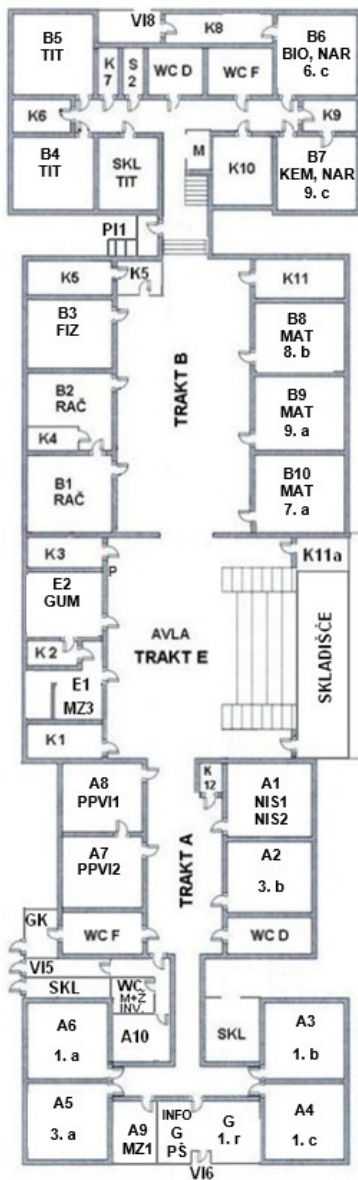 VI8
B5
TIT
K
7
S
2
WC D
K8
WC F
B6
BIO, NAR
6. c
K6
K9
B4
TIT
SKL
TIT
M
K10
B7
KEM, NAR
9. c
PI1
K5
K5
K11
B3
FIZ
TRAKT B
B8
MAT
8. b
B2
RAČ
K4
B9
MAT
9. a
B1
RAČ
B10
MAT
7. a
K3
P
K11a
E2
GUM
AVLA
TRAKT E
SKLADIŠČE
K 2
E1
MZ3
K1
A8
PPVI1
K
12
A1
NIS1
NIS2
TRAKT A
A7
PPVI2
A2
3. b
GK
WC F
WC D
VI5
SKL
WC
M+Ž
INV.
A10
SKL
A6
1. a
A3
1. b
A5
3. a
A9
MZ1
INFO
G
PŠ
G
1. r
A4
1. c
VI6